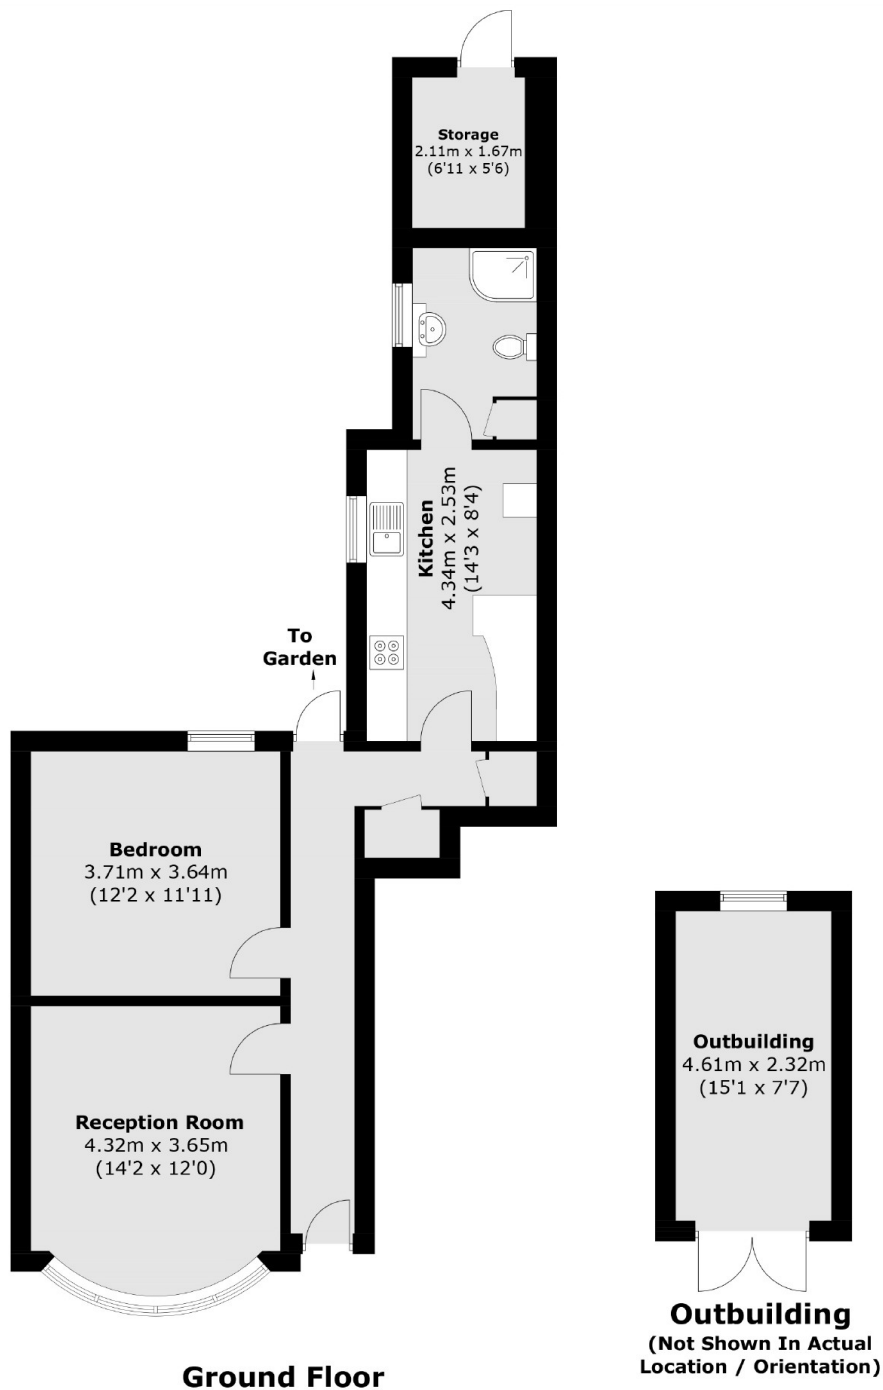 Storage
2.11m x 1.67m
(6'11 x 5'6)
Kitchen
4.34m x 2.53m
(14'3 x 8'4)
To
Garden
Bedroom
3.71m x 3.64m
(12'2 x 11'11)
Reception Room
4.32m x 3.65m
(14'2 x 12'0)
Ground Floor
Outbuilding
4.61m x 2.32m
(15'1 x 7'7)
Outbuilding
(Not Shown In Actual
Location / Orientation)